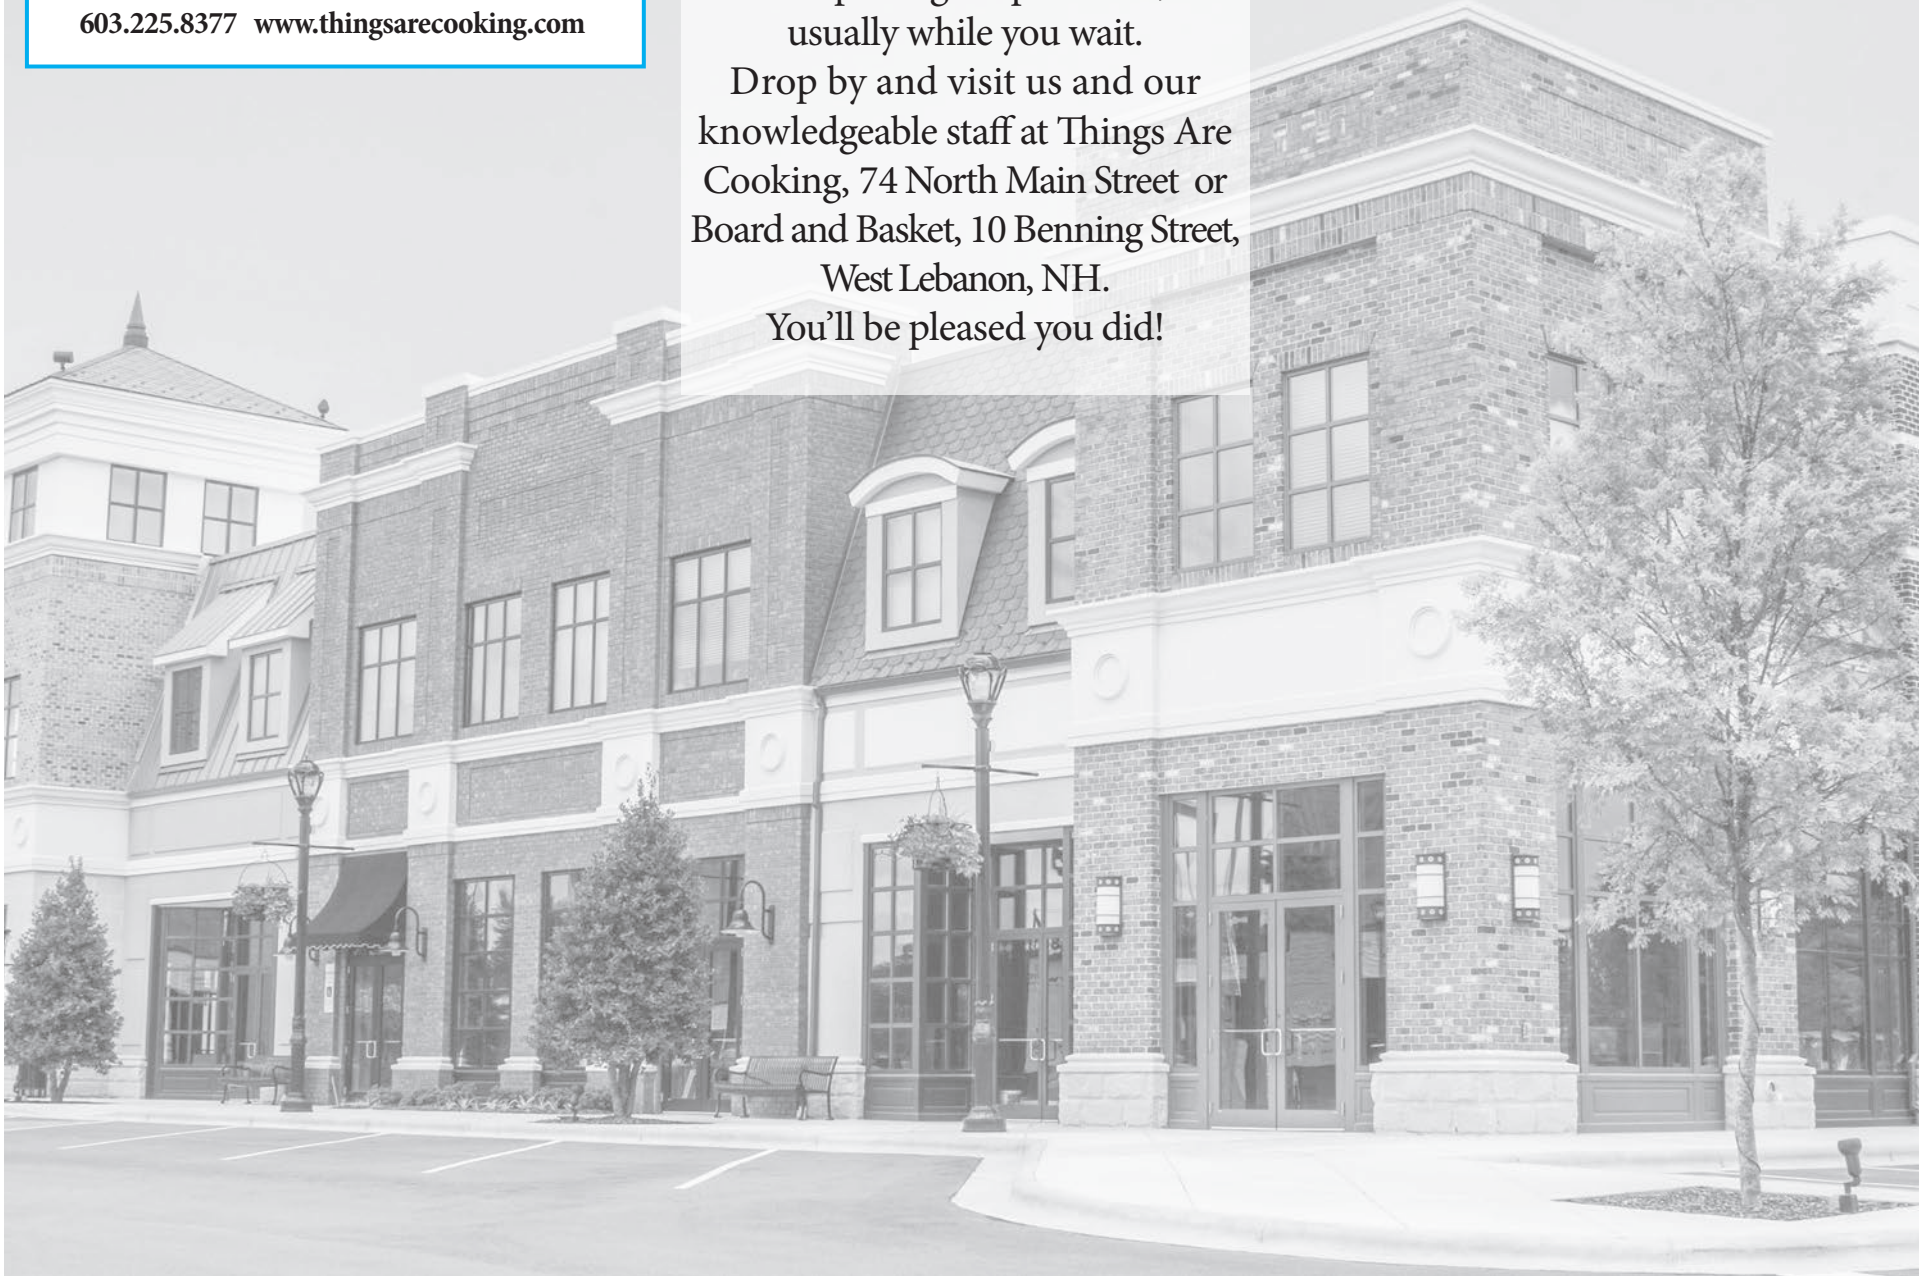 603.225.8377 www.thingsarecooking.com
usually while you wait.
Drop by and visit us and our
knowledgeable staff at Things Are
Cooking, 74 North Main Street or
Board and Basket, 10 Benning Street,
West Lebanon, NH.
You’ll be pleased you did!